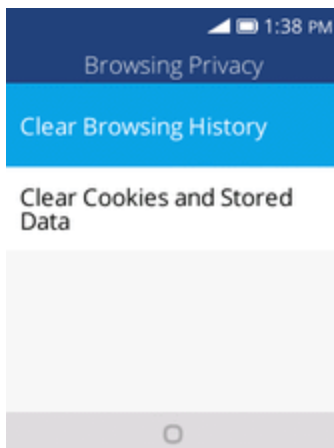 1:38 PM
Browsing Privacy
Clear Browsing History
Clear Cookies and Stored
Data